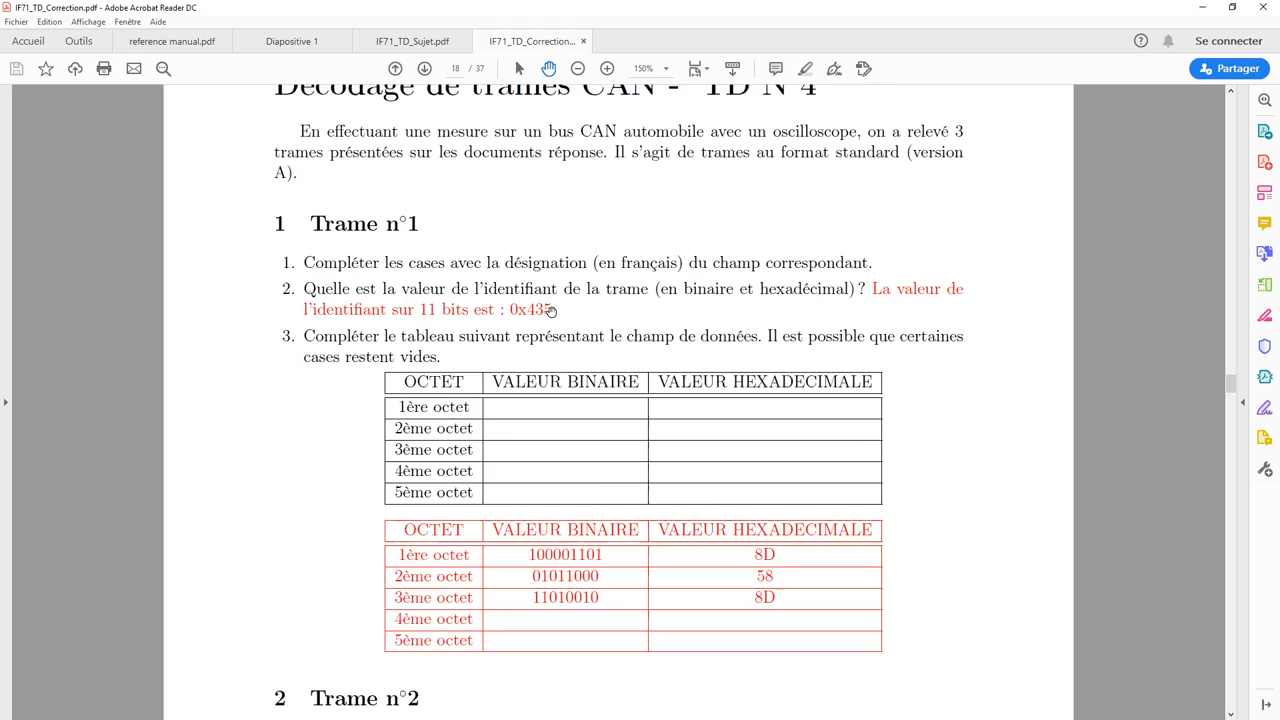 IF71_TD_Correction.pdf - Adobe Acrobat Reader DC
Fichier Edition Affichage Fenêtre Aide
Accueil Outils reference manual.pdf Diapositive 1 IF71_TD_Sujet.pdf IF71_TD_Correction... × Se connecter
18 / 37 150% Partager
Décodage de trames CAN - TD N°4
En effectuant une mesure sur un bus CAN automobile avec un oscilloscope, on a relevé 3
trames présentées sur les documents réponse. Il s'agit de trames au format standard (version
A).
1 Trame n°1
1. Compléter les cases avec la désignation (en français) du champ correspondant.
2. Quelle est la valeur de l'identifiant de la trame (en binaire et hexadécimal) ? La valeur de
l'identifiant sur 11 bits est : 0x435
3. Compléter le tableau suivant représentant le champ de données. Il est possible que certaines
cases restent vides.
OCTET VALEUR BINAIRE VALEUR HEXADECIMALE
1ère octet
2ème octet
3ème octet
4ème octet
5ème octet
OCTET VALEUR BINAIRE VALEUR HEXADECIMALE
1ère octet 100001101 8D
2ème octet 01011000 58
3ème octet 11010010 8D
4ème octet
5ème octet
2 Trame n°2